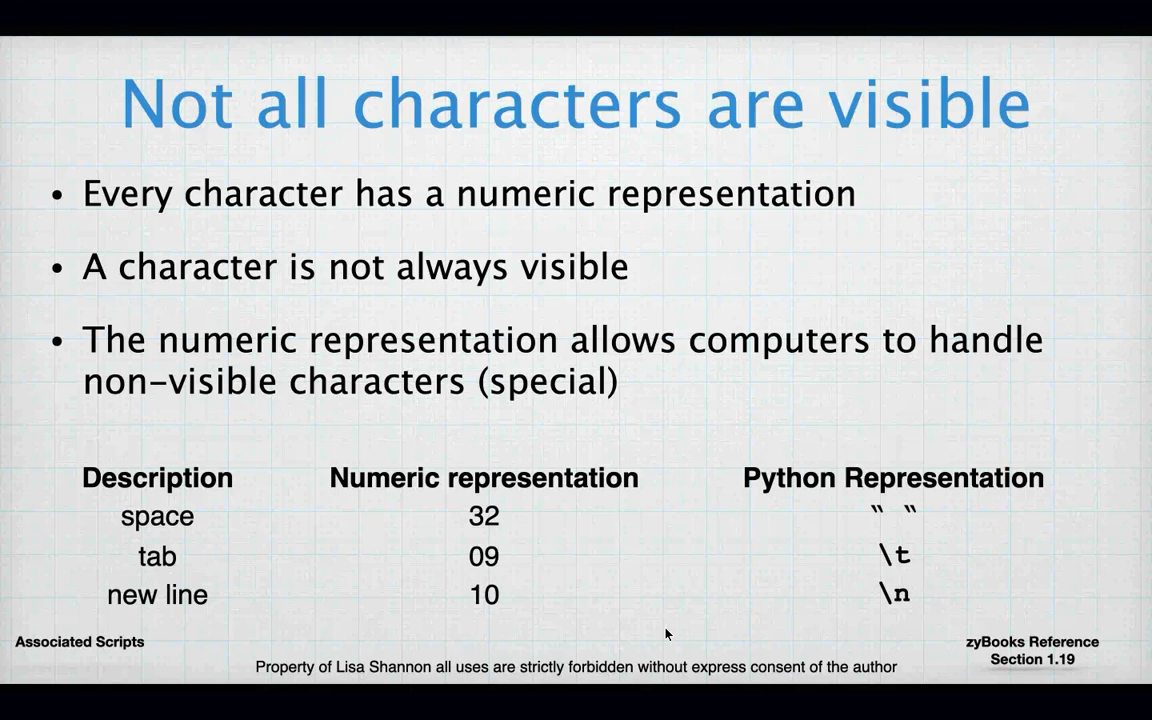 Not all characters are visible
• Every character has a numeric representation
• A character is not always visible
• The numeric representation allows computers to handle
non-visible characters (special)
Description Numeric representation Python Representation
space 32 " "
tab 09 \t
new line 10 \n
Associated Scripts
zyBooks Reference
Section 1.19
Property of Lisa Shannon all uses are strictly forbidden without express consent of the author